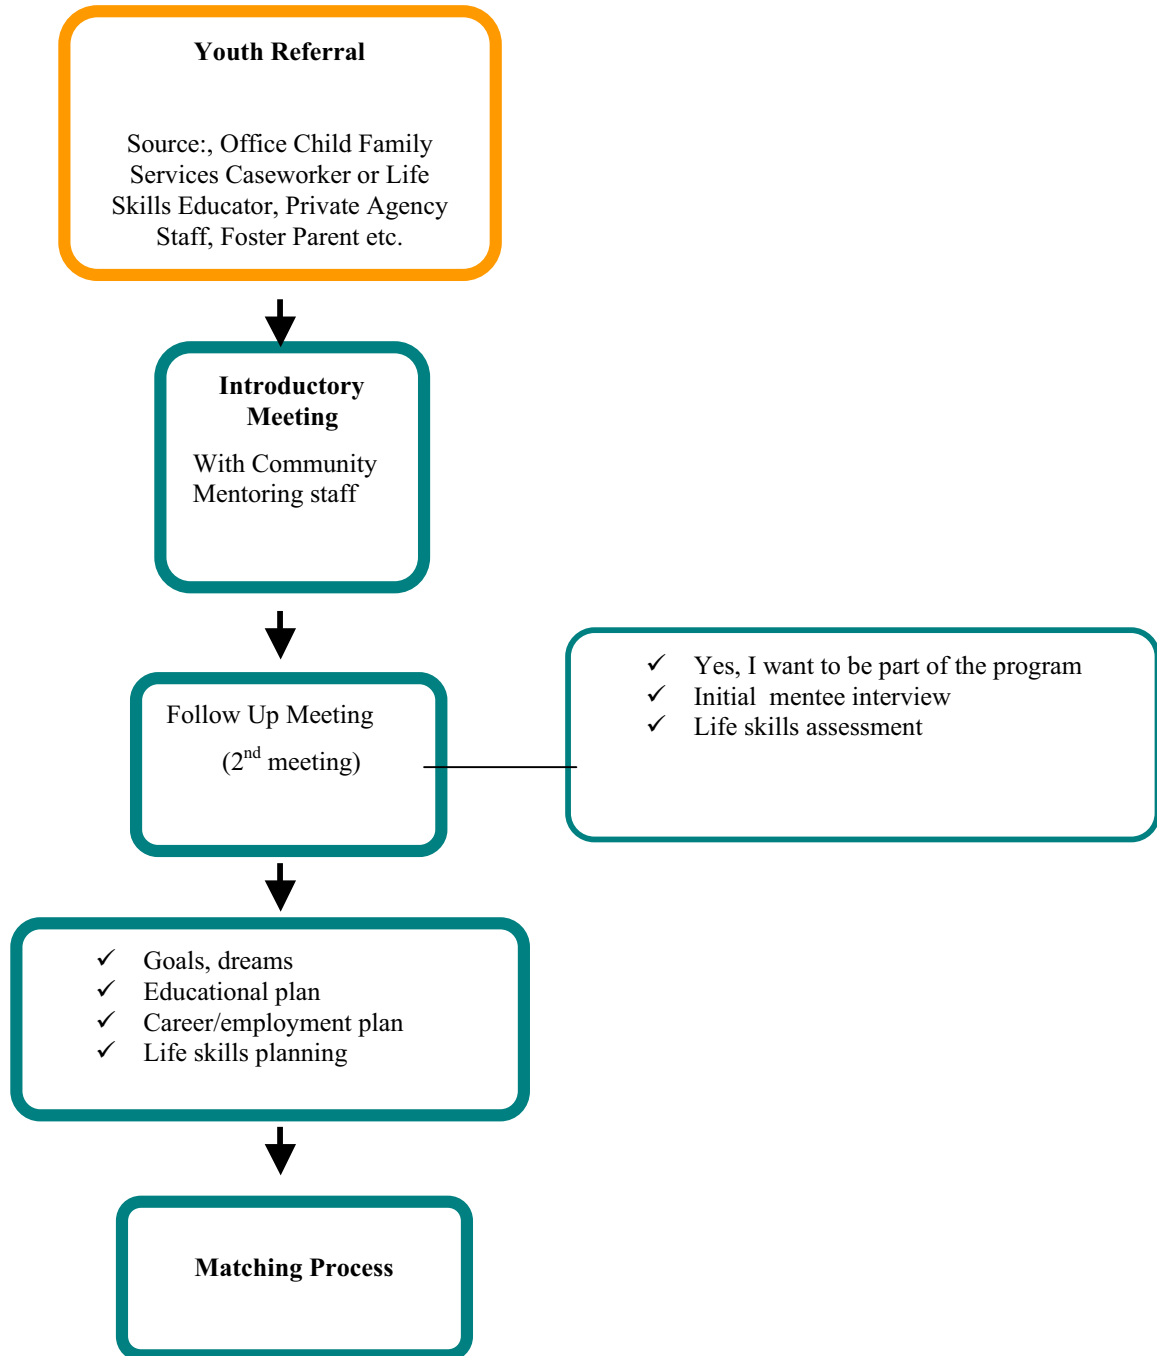 Youth Referral
Source:, Office Child Family
Services Caseworker or Life
Skills Educator, Private Agency
Staff, Foster Parent etc.
Introductory
Meeting
With Community
Mentoring staff
Follow Up Meeting
(2nd meeting)
✓ Yes, I want to be part of the program
✓ Initial mentee interview
✓ Life skills assessment
✓ Goals, dreams
✓ Educational plan
✓ Career/employment plan
✓ Life skills planning
Matching Process